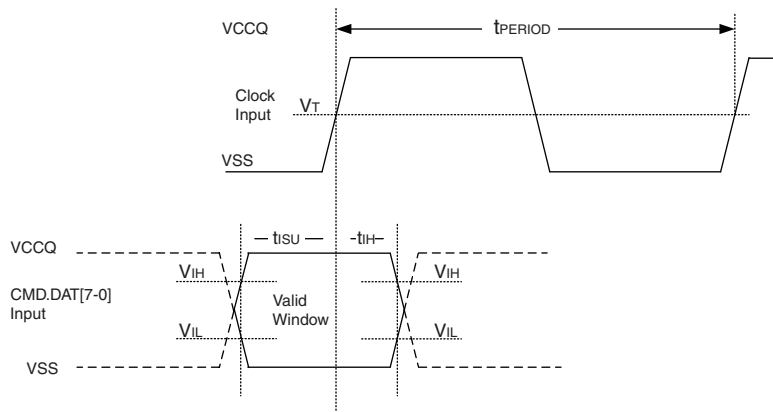 VCCQ
tPERIOD
Clock
Input
VT
VSS
VCCQ
tISU
tIH
VIH
VIH
CMD.DAT[7-0]
Input
Valid
Window
VIL
VIL
VSS